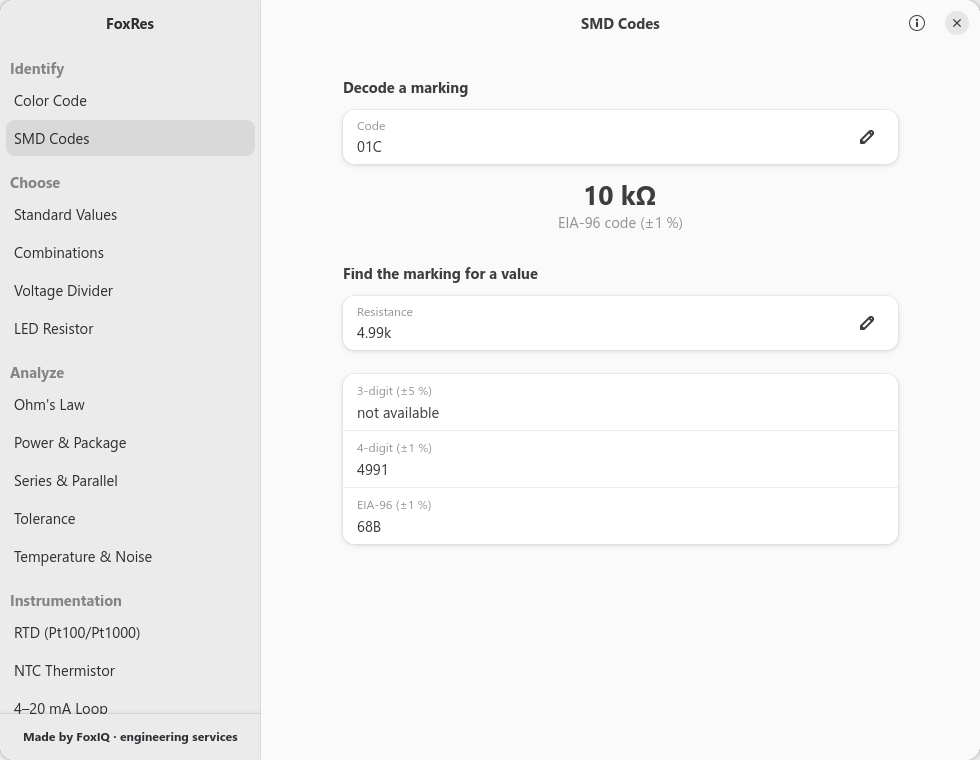 FoxRes
Identify
Color Code
SMD Codes
Choose
Standard Values
Combinations
Voltage Divider
LED Resistor
Analyze
Ohm's Law
Power & Package
Series & Parallel
Tolerance
Temperature & Noise
Instrumentation
RTD (Pt100/Pt1000)
NTC Thermistor
4–20 mA Loop
Made by FoxIQ · engineering services
SMD Codes
Decode a marking
Code
01C
10 kΩ
EIA-96 code (±1 %)
Find the marking for a value
Resistance
4.99k
3-digit (±5 %)
not available
4-digit (±1 %)
4991
EIA-96 (±1 %)
68B